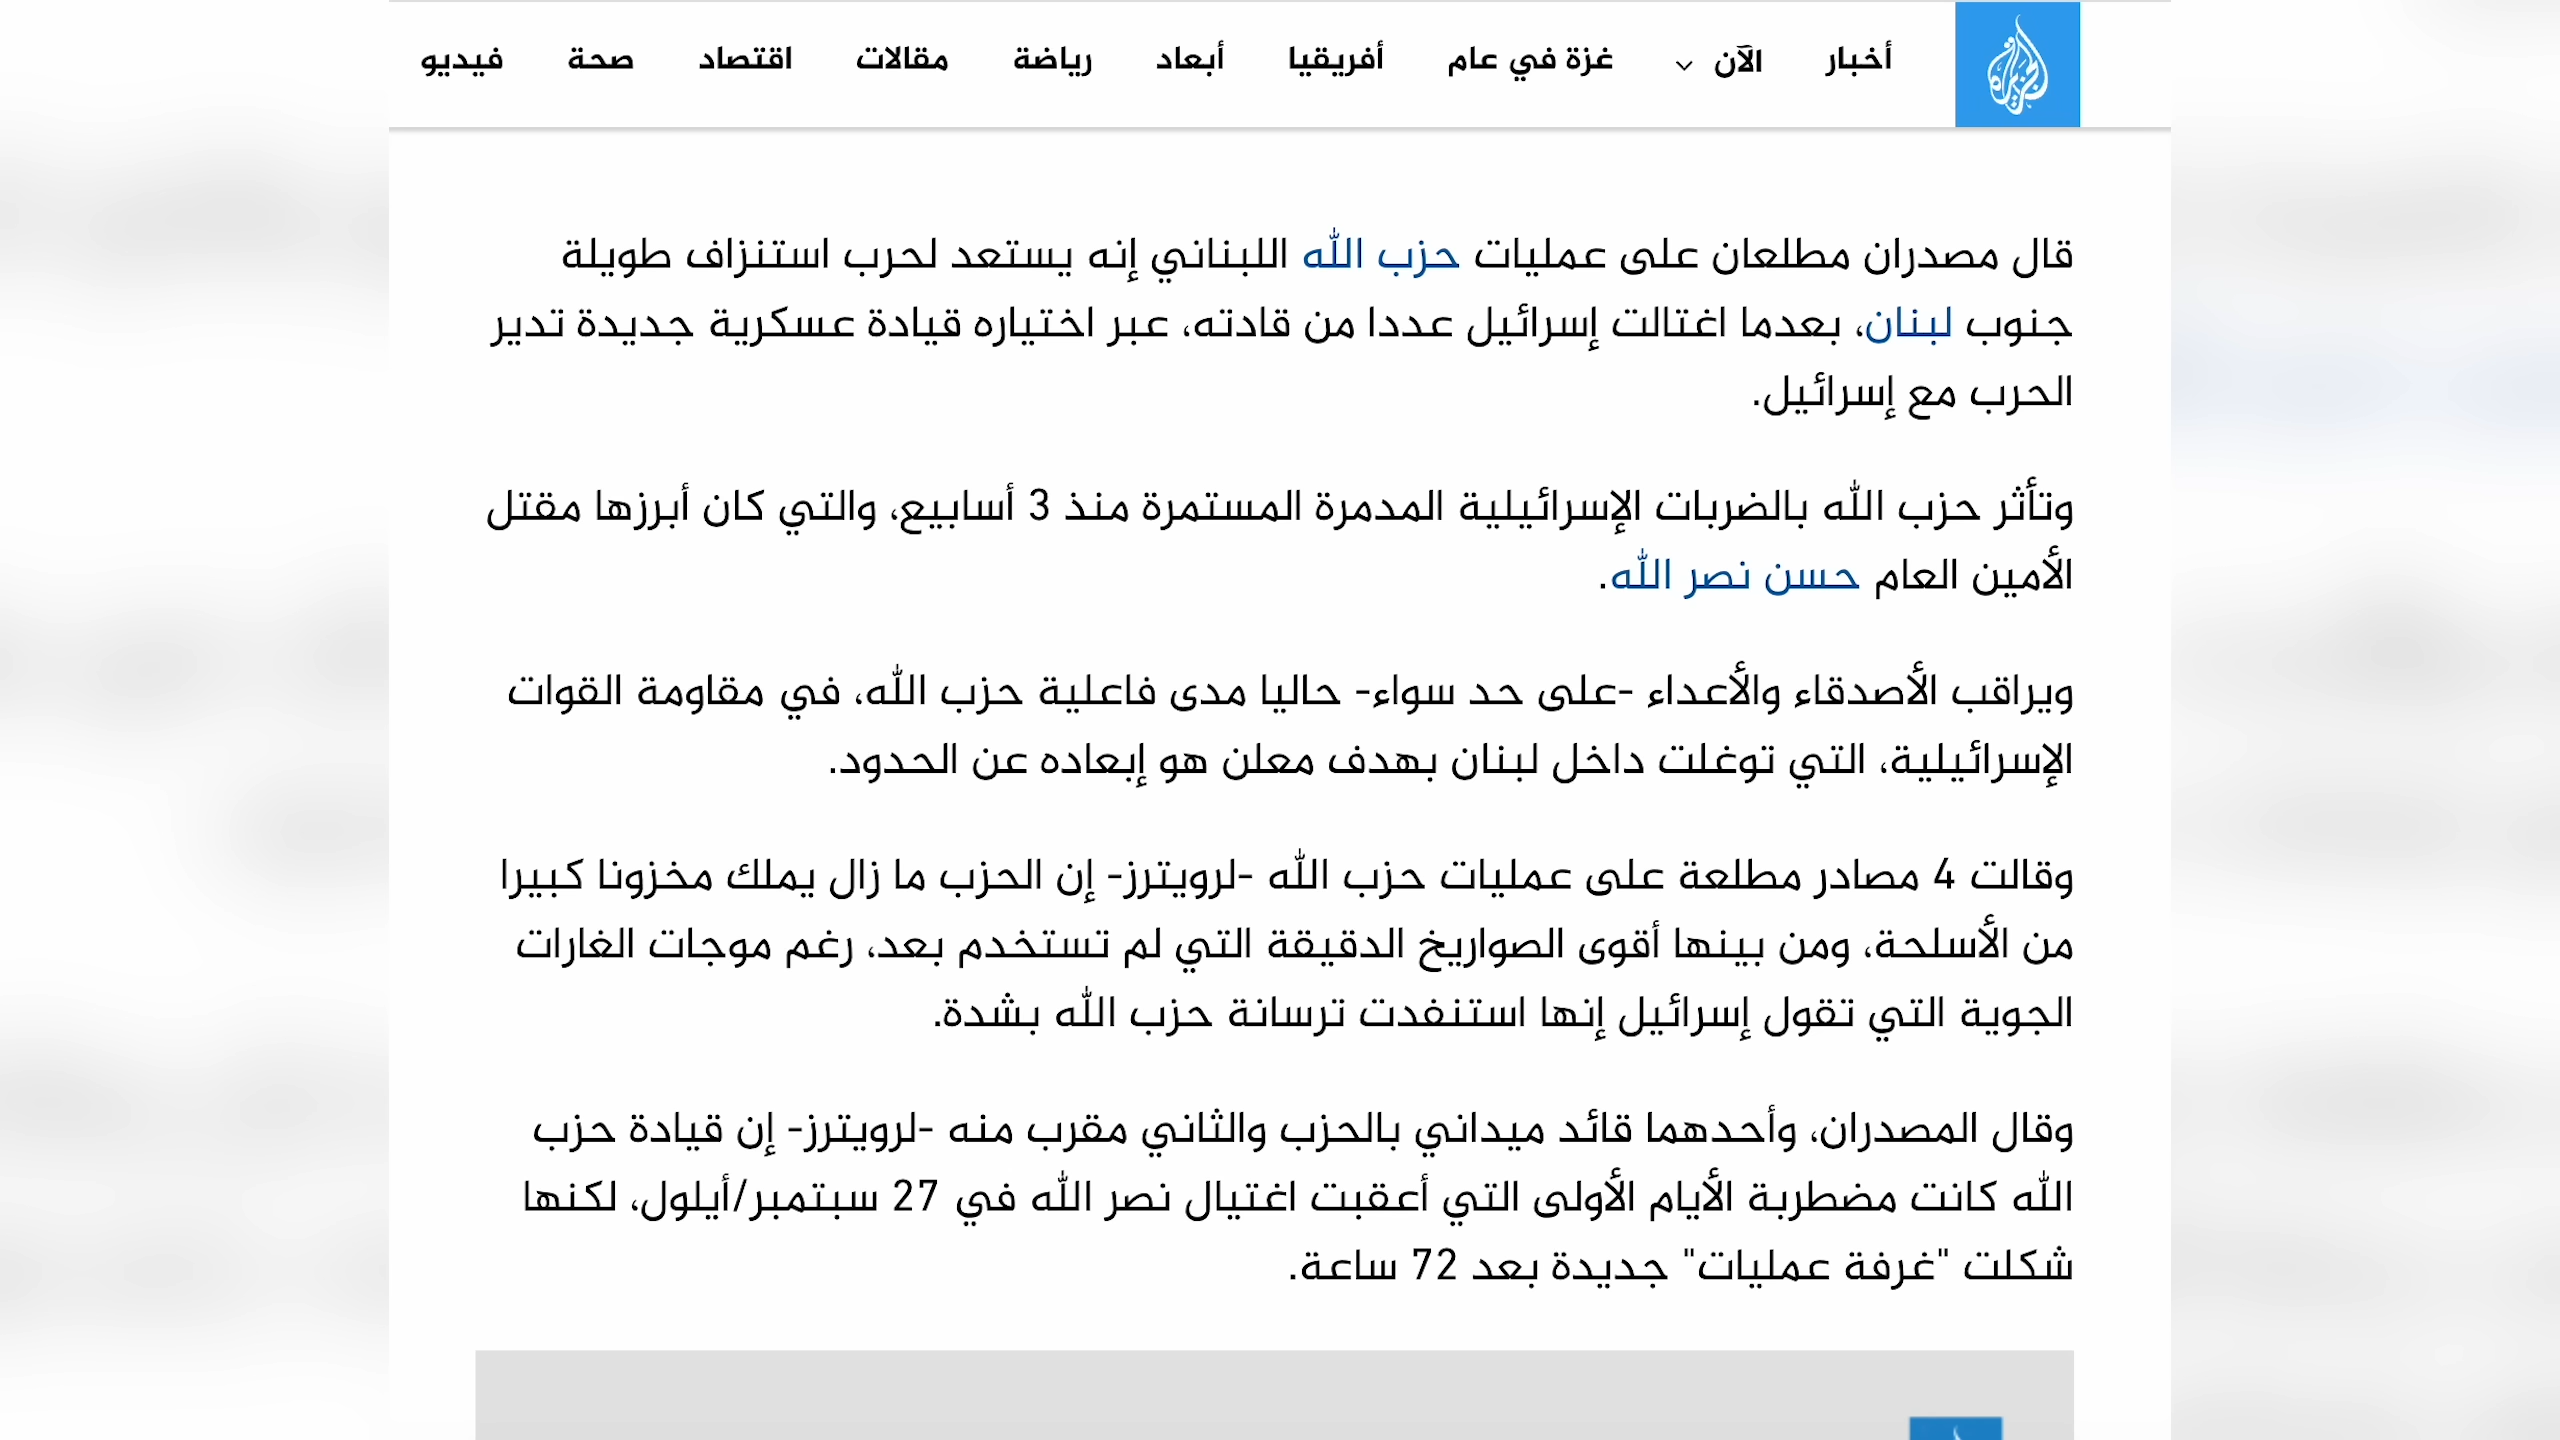 أخبار الآن غزة في عام أفريقيا أبعاد رياضة مقالات اقتصاد صحة فيديو
قال مصدران مطلعان على عمليات حزب الله اللبناني إنه يستعد لحرب استنزاف طويلة
جنوب لبنان، بعدما اغتالت إسرائيل عددا من قادته، عبر اختياره قيادة عسكرية جديدة تدير
الحرب مع إسرائيل.
وتأثر حزب الله بالضربات الإسرائيلية المدمرة المستمرة منذ 3 أسابيع، والتي كان أبرزها مقتل
الأمين العام حسن نصر الله.
ويراقب الأصدقاء والأعداء -على حد سواء- حاليا مدى فاعلية حزب الله، في مقاومة القوات
الإسرائيلية، التي توغلت داخل لبنان بهدف معلن هو إبعاده عن الحدود.
وقالت 4 مصادر مطلعة على عمليات حزب الله -لرويترز- إن الحزب ما زال يملك مخزونا كبيرا
من الأسلحة، ومن بينها أقوى الصواريخ الدقيقة التي لم تستخدم بعد، رغم موجات الغارات
الجوية التي تقول إسرائيل إنها استنفدت ترسانة حزب الله بشدة.
وقال المصدران، وأحدهما قائد ميداني بالحزب والثاني مقرب منه -لرويترز- إن قيادة حزب
الله كانت مضطربة الأيام الأولى التي أعقبت اغتيال نصر الله في 27 سبتمبر/أيلول، لكنها
شكلت "غرفة عمليات" جديدة بعد 72 ساعة.